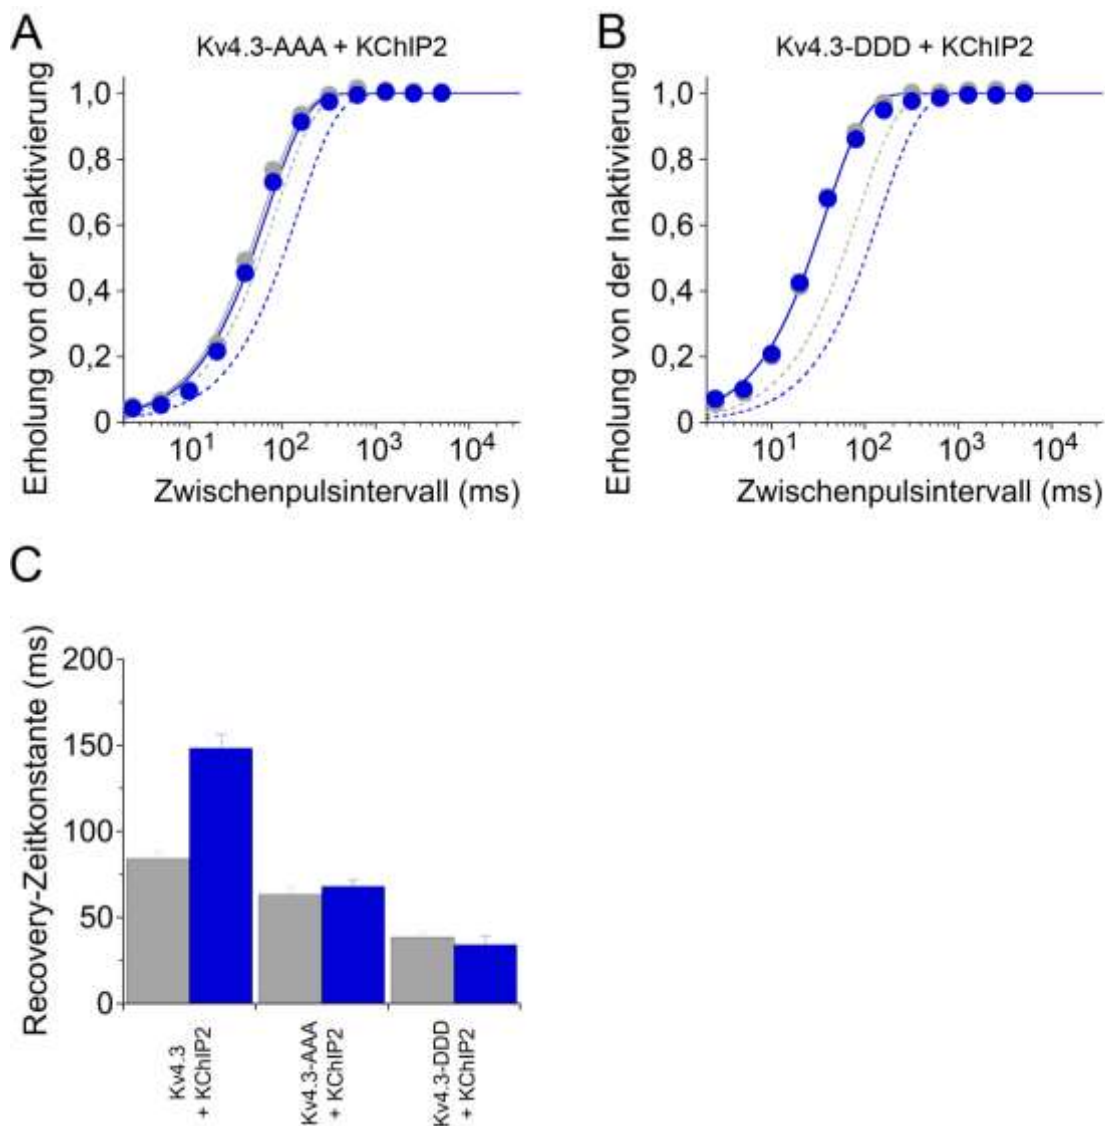 A
Kv4.3-AAA + KChIP2
Erholung von der Inaktivierung
1,0
0,8
0,6
0,4
0,2
0
10¹ 10² 10³ 10⁴
Zwischenpulsintervall (ms)
B
Kv4.3-DDD + KChIP2
Erholung von der Inaktivierung
1,0
0,8
0,6
0,4
0,2
0
10¹ 10² 10³ 10⁴
Zwischenpulsintervall (ms)
C
Recovery-Zeitkonstante (ms)
200
150
100
50
0
Kv4.3
+ KChIP2
Kv4.3-AAA
+ KChIP2
Kv4.3-DDD
+ KChIP2